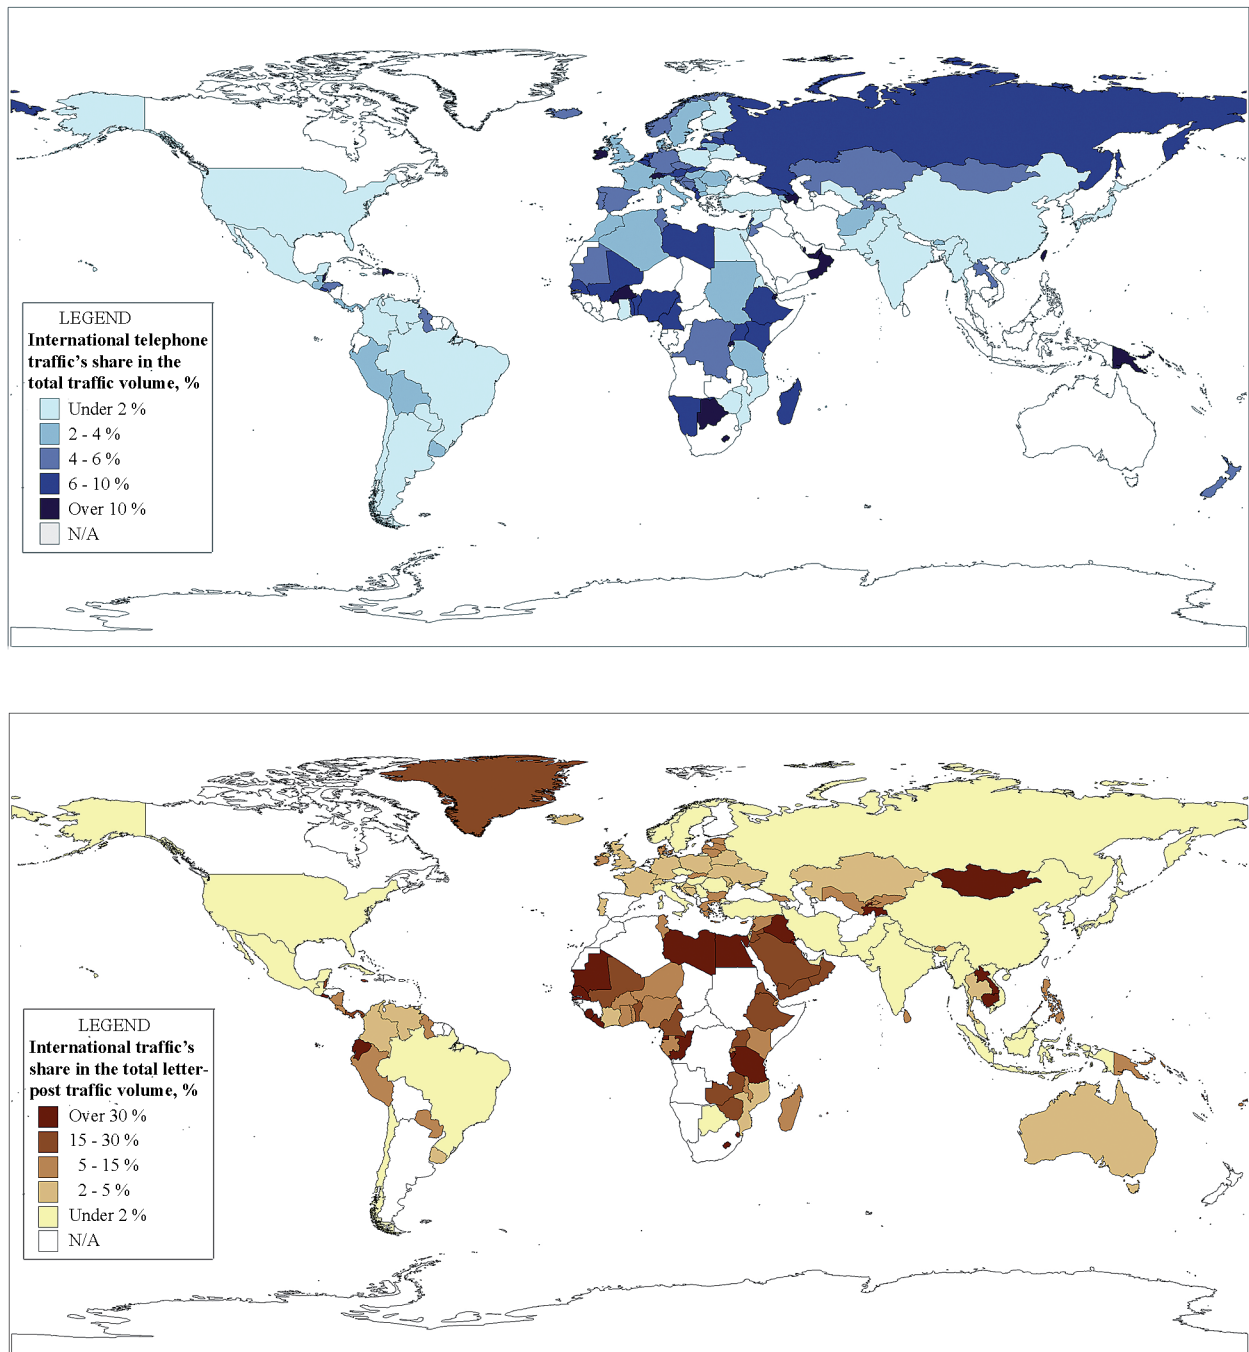 LEGEND
International telephone
traffic's share in the
total traffic volume, %
Under 2 %
2 - 4 %
4 - 6 %
6 - 10 %
Over 10 %
N/A
LEGEND
International traffic's
share in the total letter-
post traffic volume, %
Over 30 %
15 - 30 %
5 - 15 %
2 - 5 %
Under 2 %
N/A